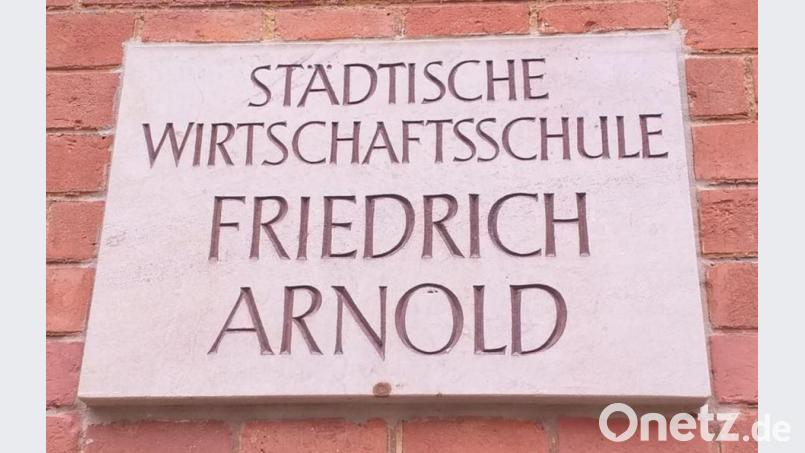 STÄDTISCHE
WIRTSCHAFTSSCHULE
FRIEDRICH
ARNOLD
Onetz.de